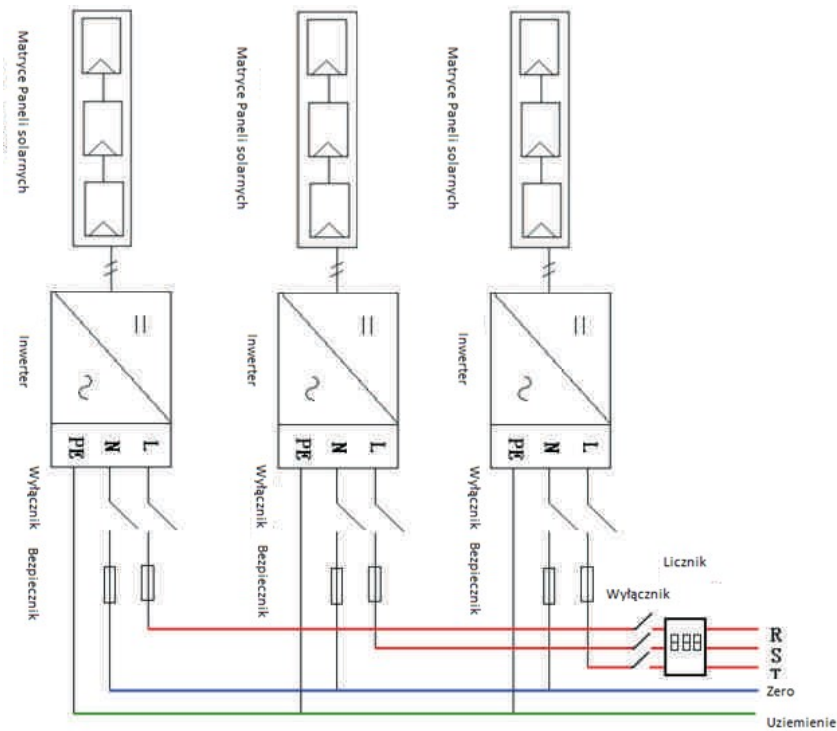 Matryce Paneli solarnych
Matryce Paneli solarnych
Matryce Paneli solarnych
Inwerter
Inwerter
Inwerter
PE N L
PE N L
PE N L
Wyłącznik
Wyłącznik
Wyłącznik
Bezpiecznik
Bezpiecznik
Bezpiecznik
Licznik
Wyłącznik
R
S
T
Zero
Uziemienie